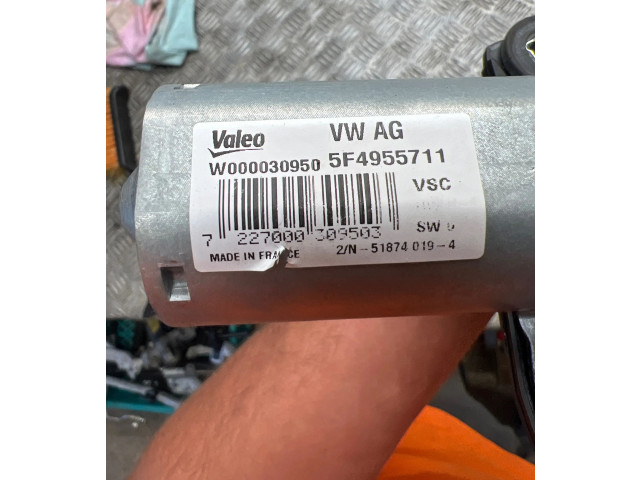 Valeo VW AG
W000030950 5F4955711
VSC
SW
7 227000 309503
MADE IN FRANCE 2/N-51874 019-4